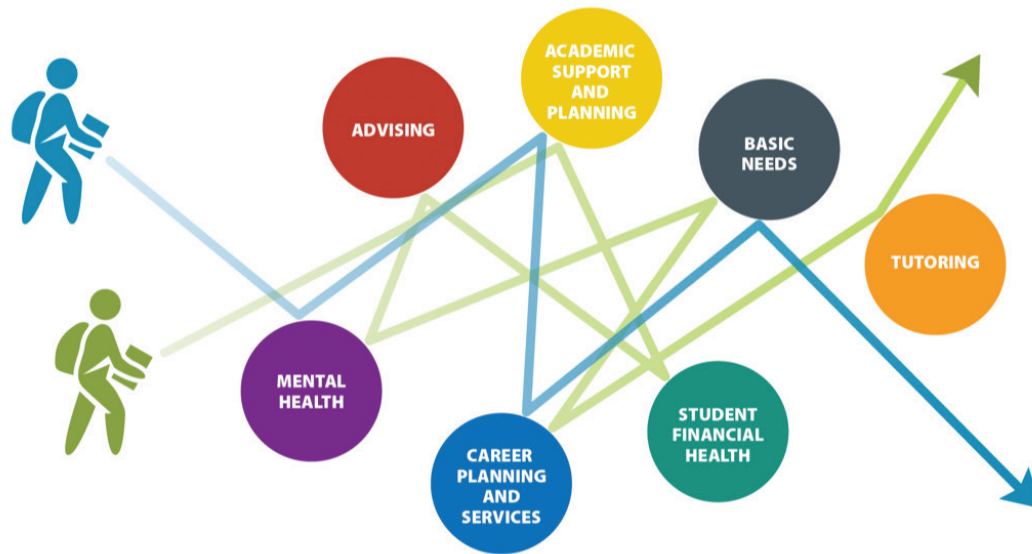 ADVISING
ACADEMIC
SUPPORT
AND
PLANNING
BASIC
NEEDS
TUTORING
MENTAL
HEALTH
CAREER
PLANNING
AND
SERVICES
STUDENT
FINANCIAL
HEALTH